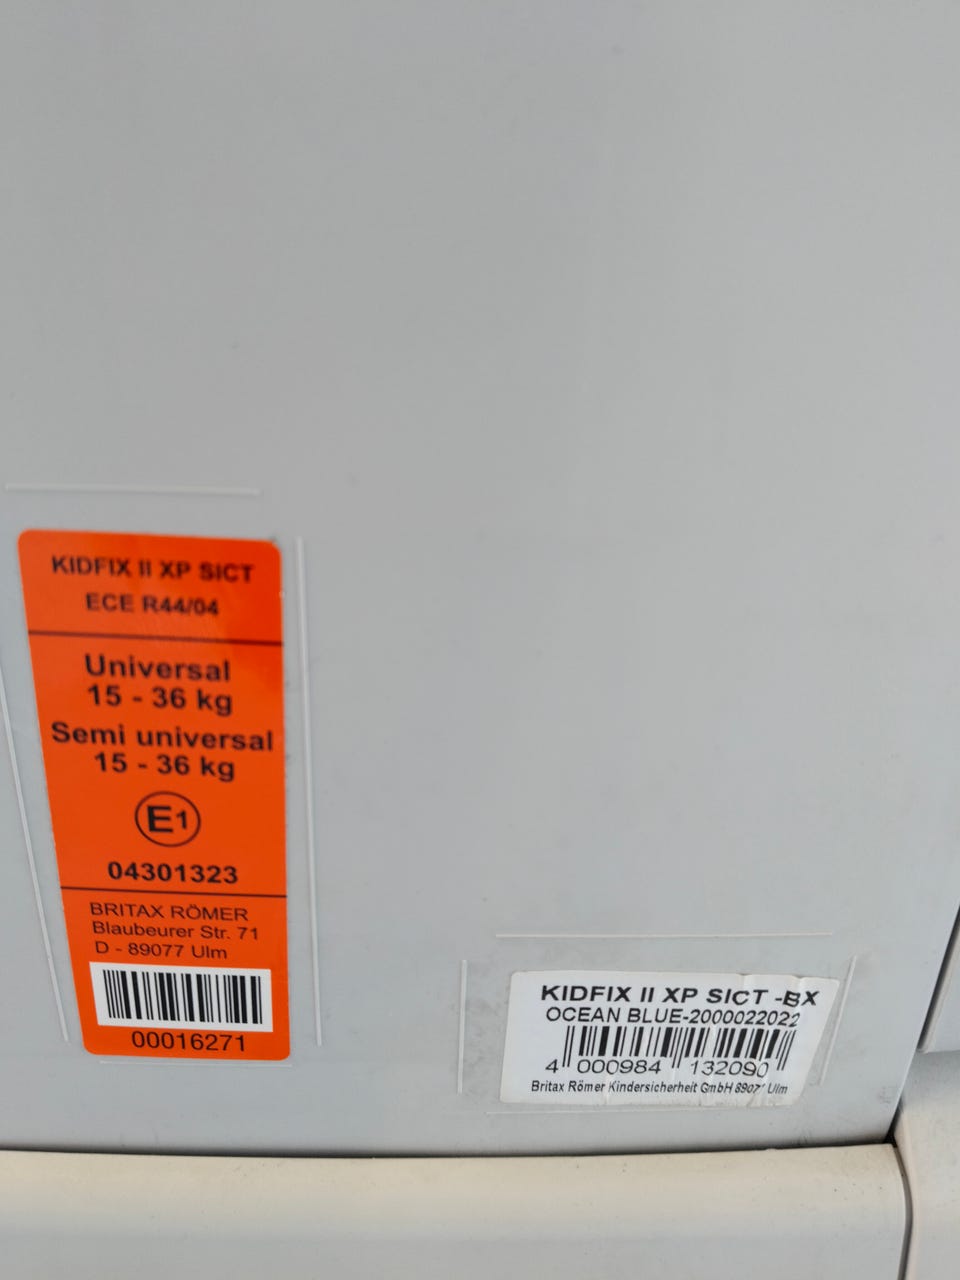 KIDFIX II XP SICT
ECE R44/04
Universal
15 - 36 kg
Semi universal
15 - 36 kg
E1
04301323
BRITAX RÖMER
Blaubeurer Str. 71
D - 89077 Ulm
00016271
KIDFIX II XP SICT -BX
OCEAN BLUE-2000022022
4 000984 132090
Britax Römer Kindersicherheit GmbH 89077 Ulm